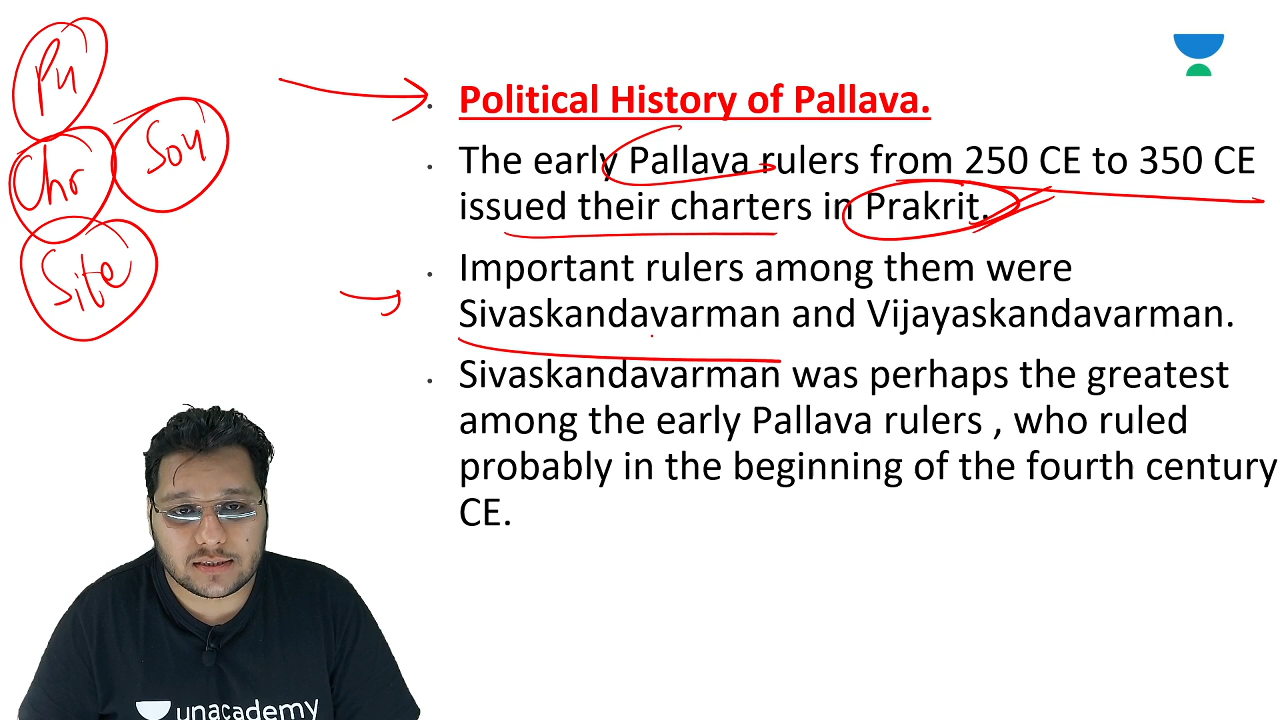 Pu
Chr
Sou
Site
Political History of Pallava.
The early Pallava rulers from 250 CE to 350 CE
issued their charters in Prakrit.
Important rulers among them were
Sivaskandavarman and Vijayaskandavarman.
Sivaskandavarman was perhaps the greatest
among the early Pallava rulers , who ruled
probably in the beginning of the fourth century
CE.
unacademy